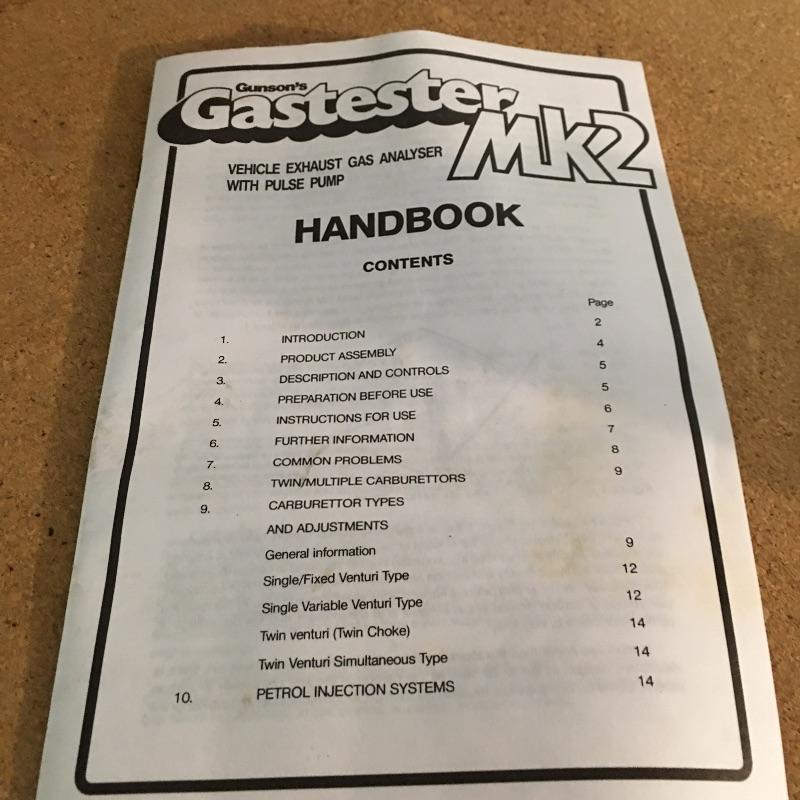 Gunson's
Gastester Mk2
VEHICLE EXHAUST GAS ANALYSER
WITH PULSE PUMP
HANDBOOK
CONTENTS
Page
1. INTRODUCTION 2
2. PRODUCT ASSEMBLY 4
3. DESCRIPTION AND CONTROLS 5
4. PREPARATION BEFORE USE 5
5. INSTRUCTIONS FOR USE 6
6. FURTHER INFORMATION 7
7. COMMON PROBLEMS 8
8. TWIN/MULTIPLE CARBURETTORS 9
9. CARBURETTOR TYPES
AND ADJUSTMENTS
General information 9
Single/Fixed Venturi Type 12
Single Variable Venturi Type 12
Twin venturi (Twin Choke) 14
Twin Venturi Simultaneous Type 14
10. PETROL INJECTION SYSTEMS 14